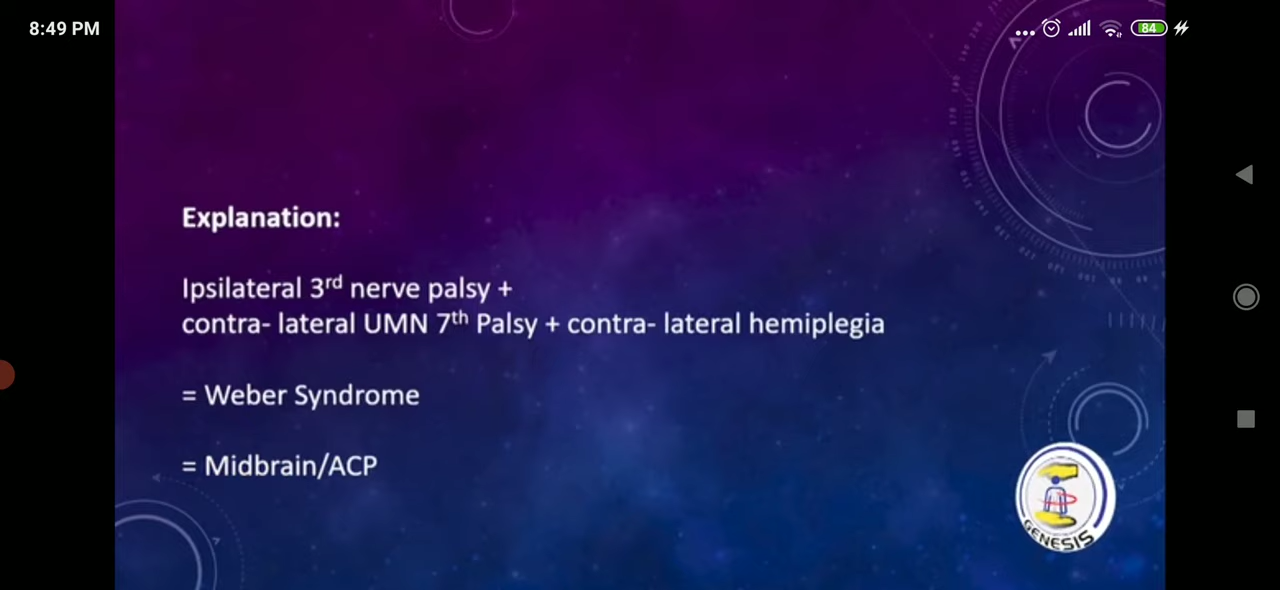 8:49 PM
84
Explanation:
Ipsilateral 3rd nerve palsy +
contra- lateral UMN 7th Palsy + contra- lateral hemiplegia
= Weber Syndrome
= Midbrain/ACP
GENESIS